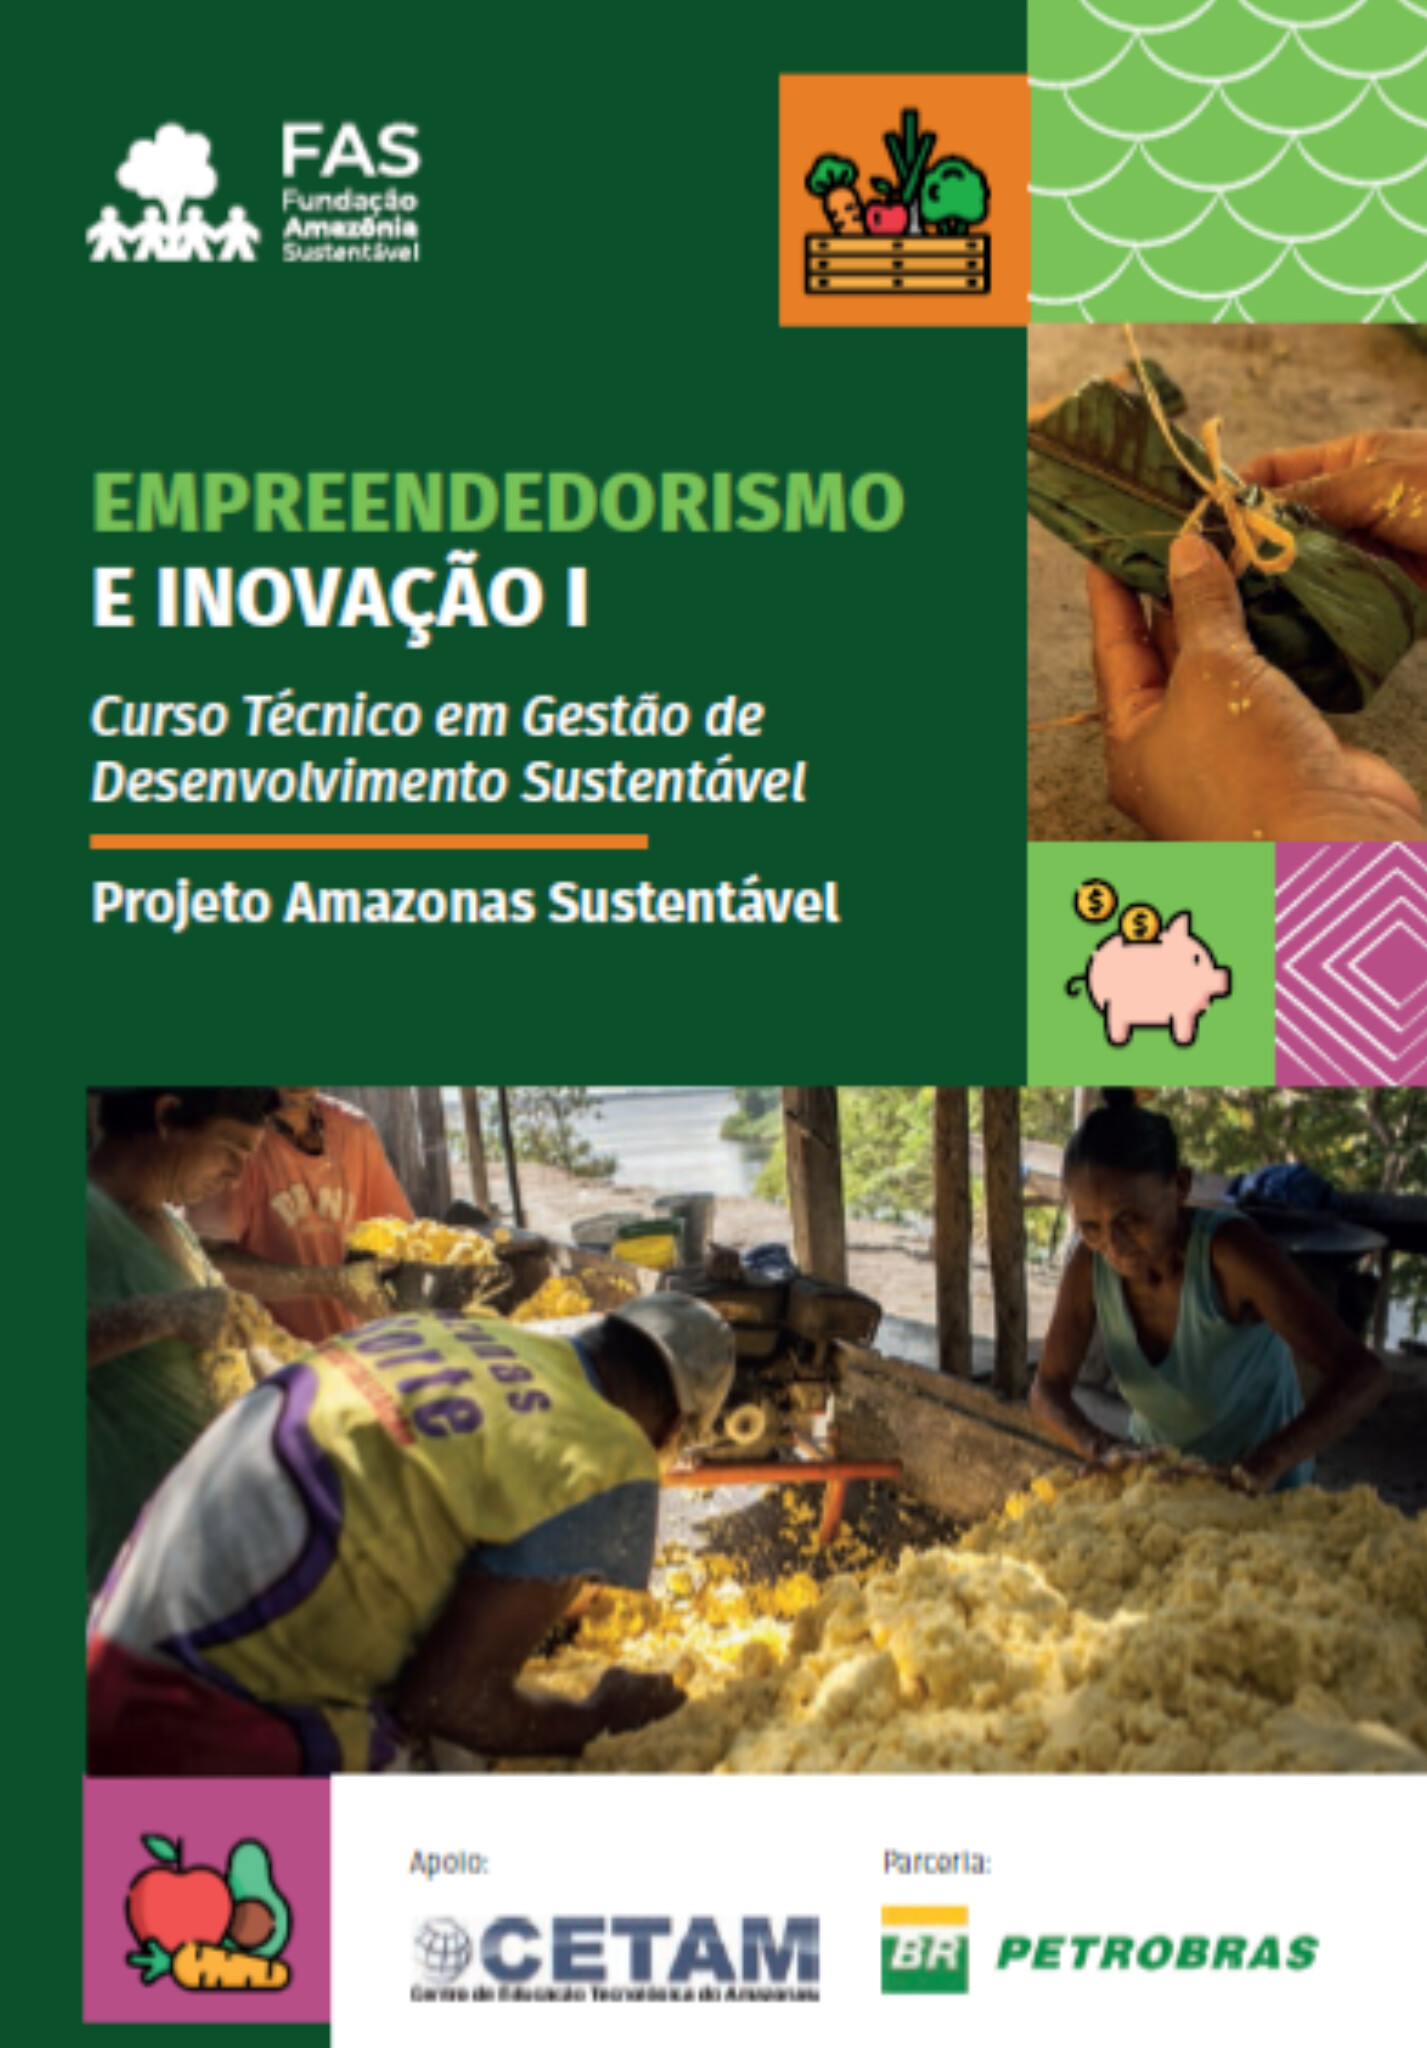 FAS
Fundação
Amazônia
Sustentável
EMPREENDEDORISMO
E INOVAÇÃO I
Curso Técnico em Gestão de
Desenvolvimento Sustentável
Projeto Amazonas Sustentável
orte
Apoio:
Parceria:
CETAM
Centro de Educação Tecnológica do Amazonas
BR PETROBRAS